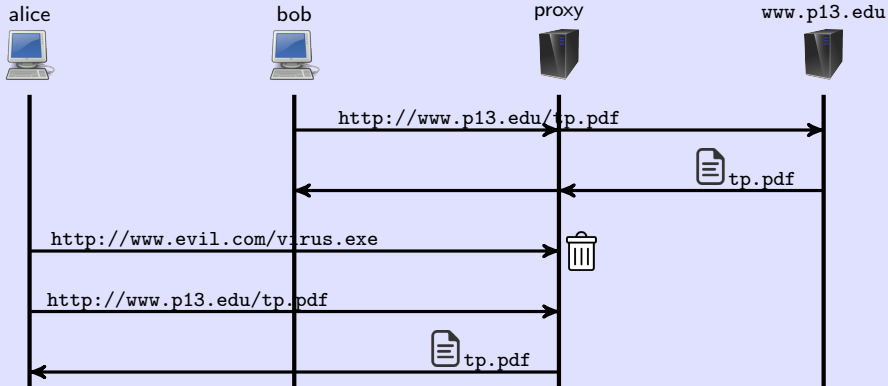 alice
bob
proxy
www.p13.edu
http://www.p13.edu/tp.pdf
tp.pdf
http://www.evil.com/virus.exe
http://www.p13.edu/tp.pdf
tp.pdf